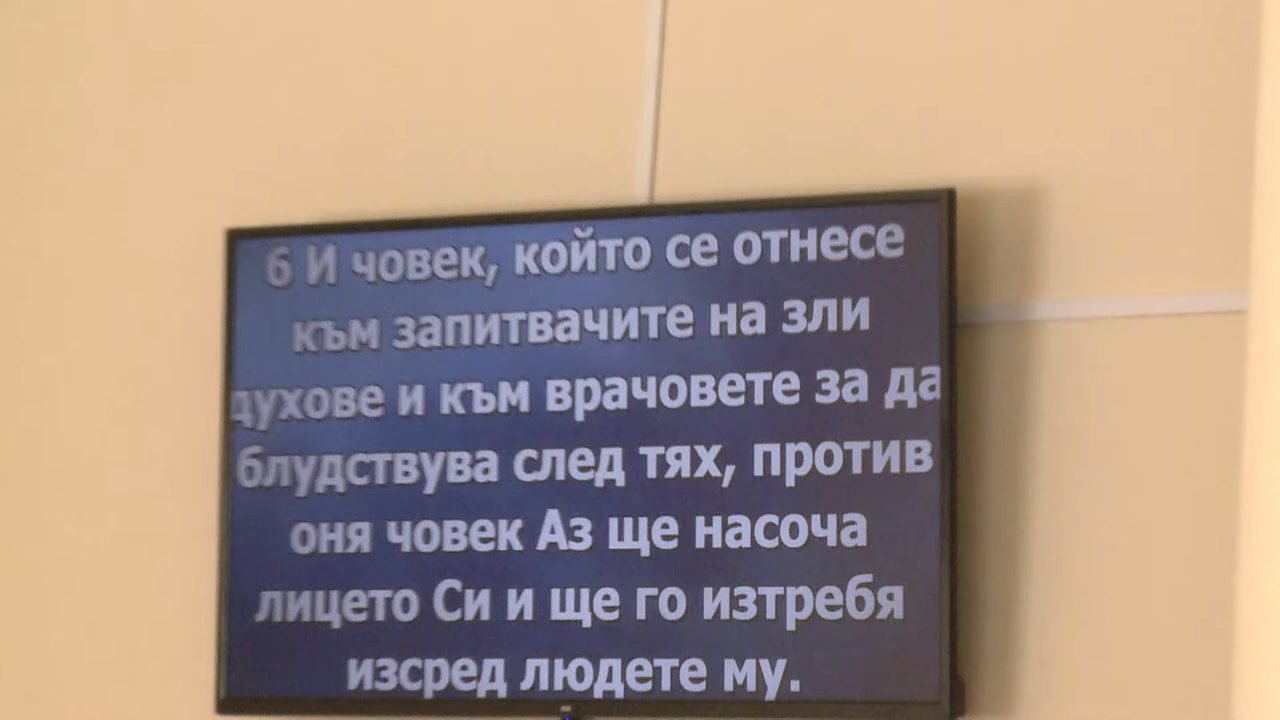 6 И човек, който се отнесе
към запитвачите на зли
духове и към врачовете за да
блудствува след тях, против
оня човек Аз ще насоча
лицето Си и ще го изтребя
изсред людете му.